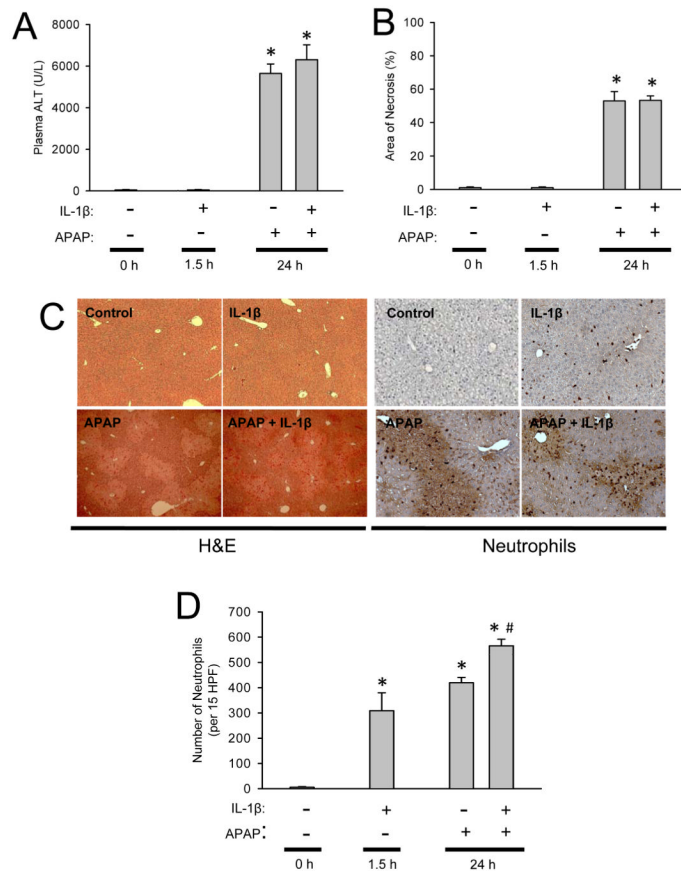 A
Plasma ALT (U/L)
8000
6000
4000
2000
0
*
*
IL-1β: - + - +
APAP: - - + +
0 h 1.5 h 24 h
B
Area of Necrosis (%)
100
80
60
40
20
0
*
*
IL-1β: - + - +
APAP: - - + +
0 h 1.5 h 24 h
C
Control IL-1β
APAP APAP + IL-1β
H&E
Control IL-1β
APAP APAP + IL-1β
Neutrophils
D
Number of Neutrophils
(per 15 HPF)
700
600
500
400
300
200
100
0
*
*
* #
IL-1β: - + - +
APAP: - - + +
0 h 1.5 h 24 h